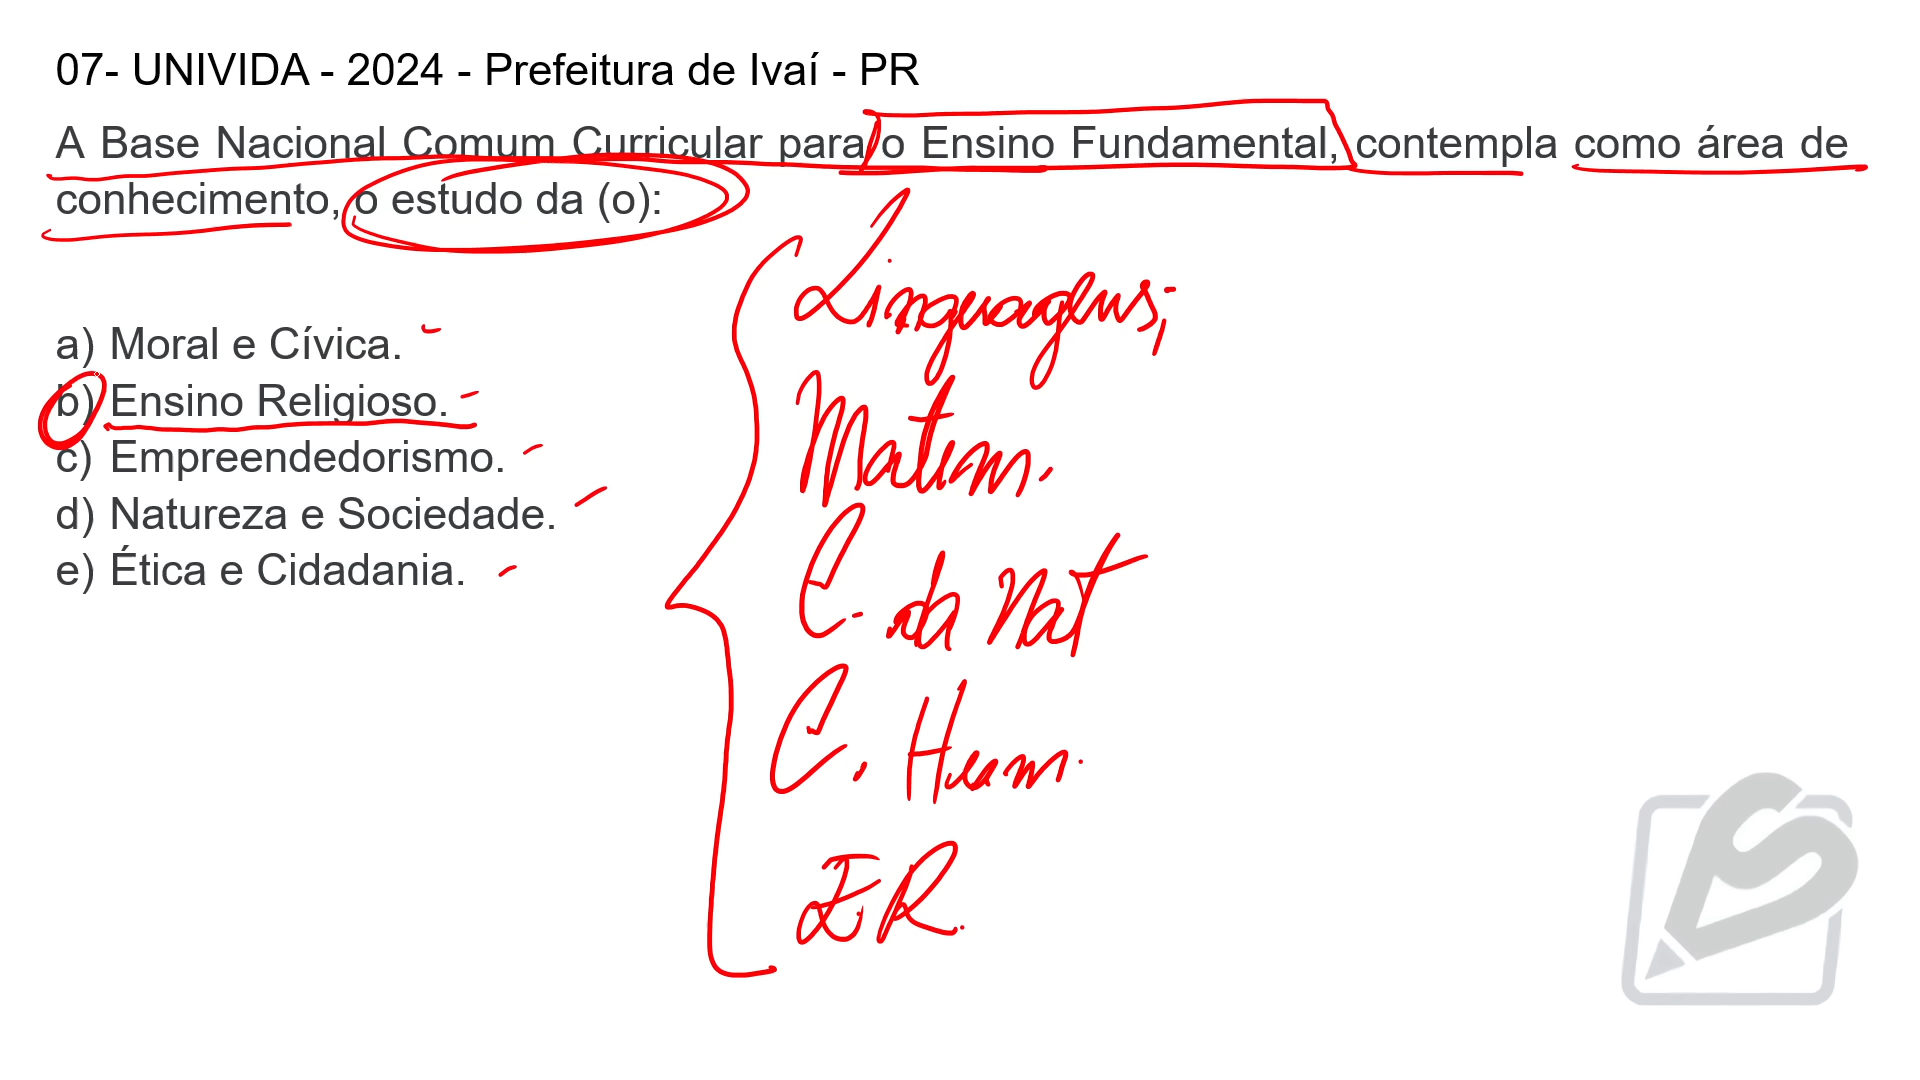 07- UNIVIDA - 2024 - Prefeitura de Ivaí - PR
A Base Nacional Comum Curricular para o Ensino Fundamental, contempla como área de
conhecimento, o estudo da (o):
a) Moral e Cívica.
b) Ensino Religioso.
c) Empreendedorismo.
d) Natureza e Sociedade.
e) Ética e Cidadania.
Linguagens;
Matem.
C. da Nat
C. Hum.
ER.